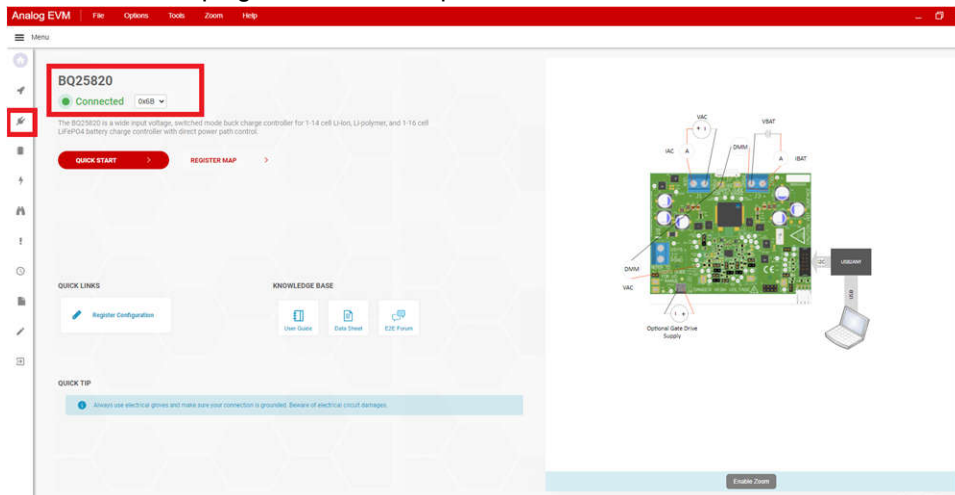 Analog EVM File Options Tools Zoom Help
Menu
BQ25820
Connected 0x6B
The BQ25820 is a wide input voltage, switched mode buck charge controller for 1-14 cell Li-Ion, Li-polymer, and 1-16 cell
LiFePO4 battery charge controller with direct power path control.
QUICK START > REGISTER MAP >
QUICK LINKS
Register Configuration
KNOWLEDGE BASE
User Guide Data Sheet E2E Forum
QUICK TIP
Always use electrical gloves and make sure your connection is grounded. Beware of electrical circuit damages.
VAC VBAT
IAC A DMM A IBAT
DMM
VAC
I2C USB2ANY
USB
Optional Gate Drive
Supply
Enable Zoom